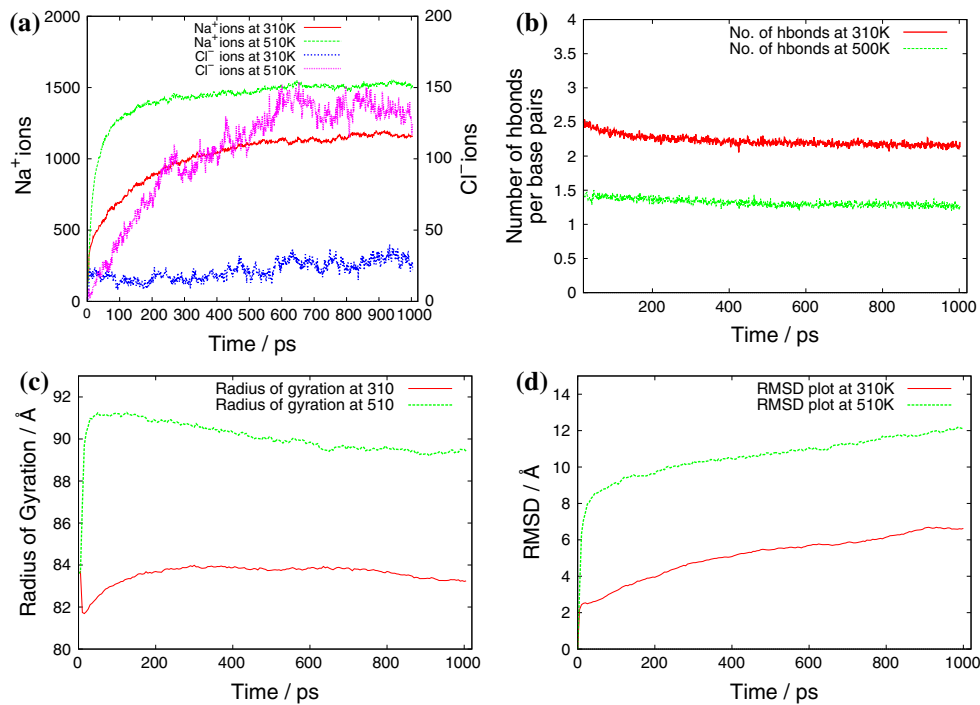 (a)
Na⁺ions at 310K
Na⁺ions at 510K
Cl⁻ ions at 310K
Cl⁻ ions at 510K
2000
1500
1000
500
0
200
150
100
50
0
Na⁺ions
Cl⁻ions
0 100 200 300 400 500 600 700 800 900 1000
Time / ps
(b)
No. of hbonds at 310K
No. of hbonds at 500K
4
3.5
3
2.5
2
1.5
1
0.5
0
Number of hbonds
per base pairs
200 400 600 800 1000
Time / ps
(c)
Radius of gyration at 310
Radius of gyration at 510
92
90
88
86
84
82
80
Radius of Gyration / Å
0 200 400 600 800 1000
Time / ps
(d)
RMSD plot at 310K
RMSD plot at 510K
14
12
10
8
6
4
2
0
RMSD / Å
0 200 400 600 800 1000
Time / ps